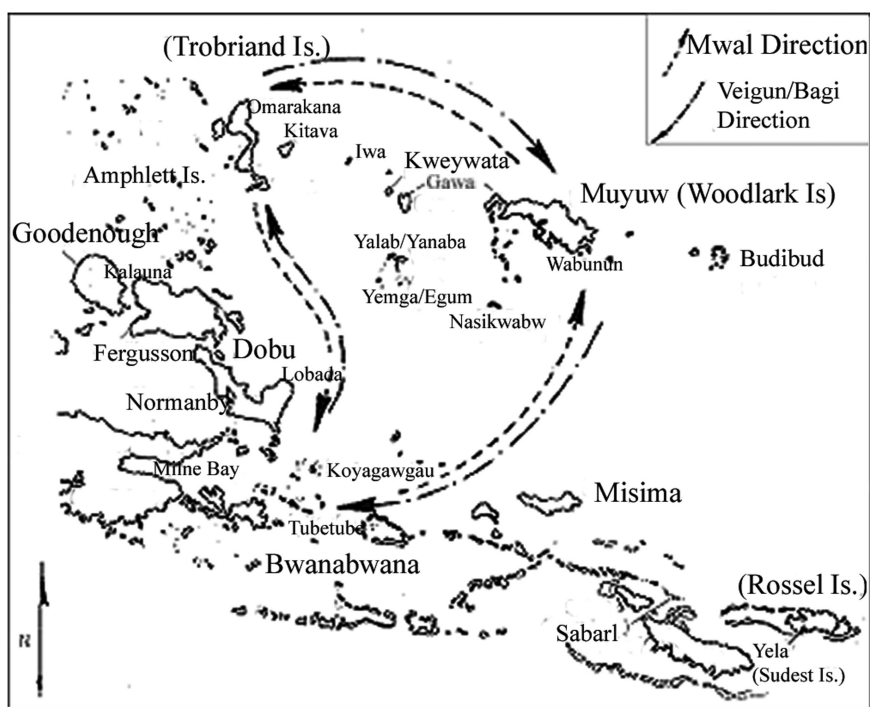 (Trobriand Is.)
Mwal Direction
Veigun/Bagi
Direction
Omarakana
Kitava
Iwa
Kweywata
Gawa
Amphlett Is.
Muyuw (Woodlark Is)
Goodenough
Kalauna
Yalab/Yanaba
Wabunun
Budibud
Yemga/Egum
Nasikwabw
Fergusson
Dobu
Lobada
Normanby
Milne Bay
Koyagawgau
Misima
Tubetube
Bwanabwana
(Rossel Is.)
Sabarl
Yela
(Sudest Is.)
N